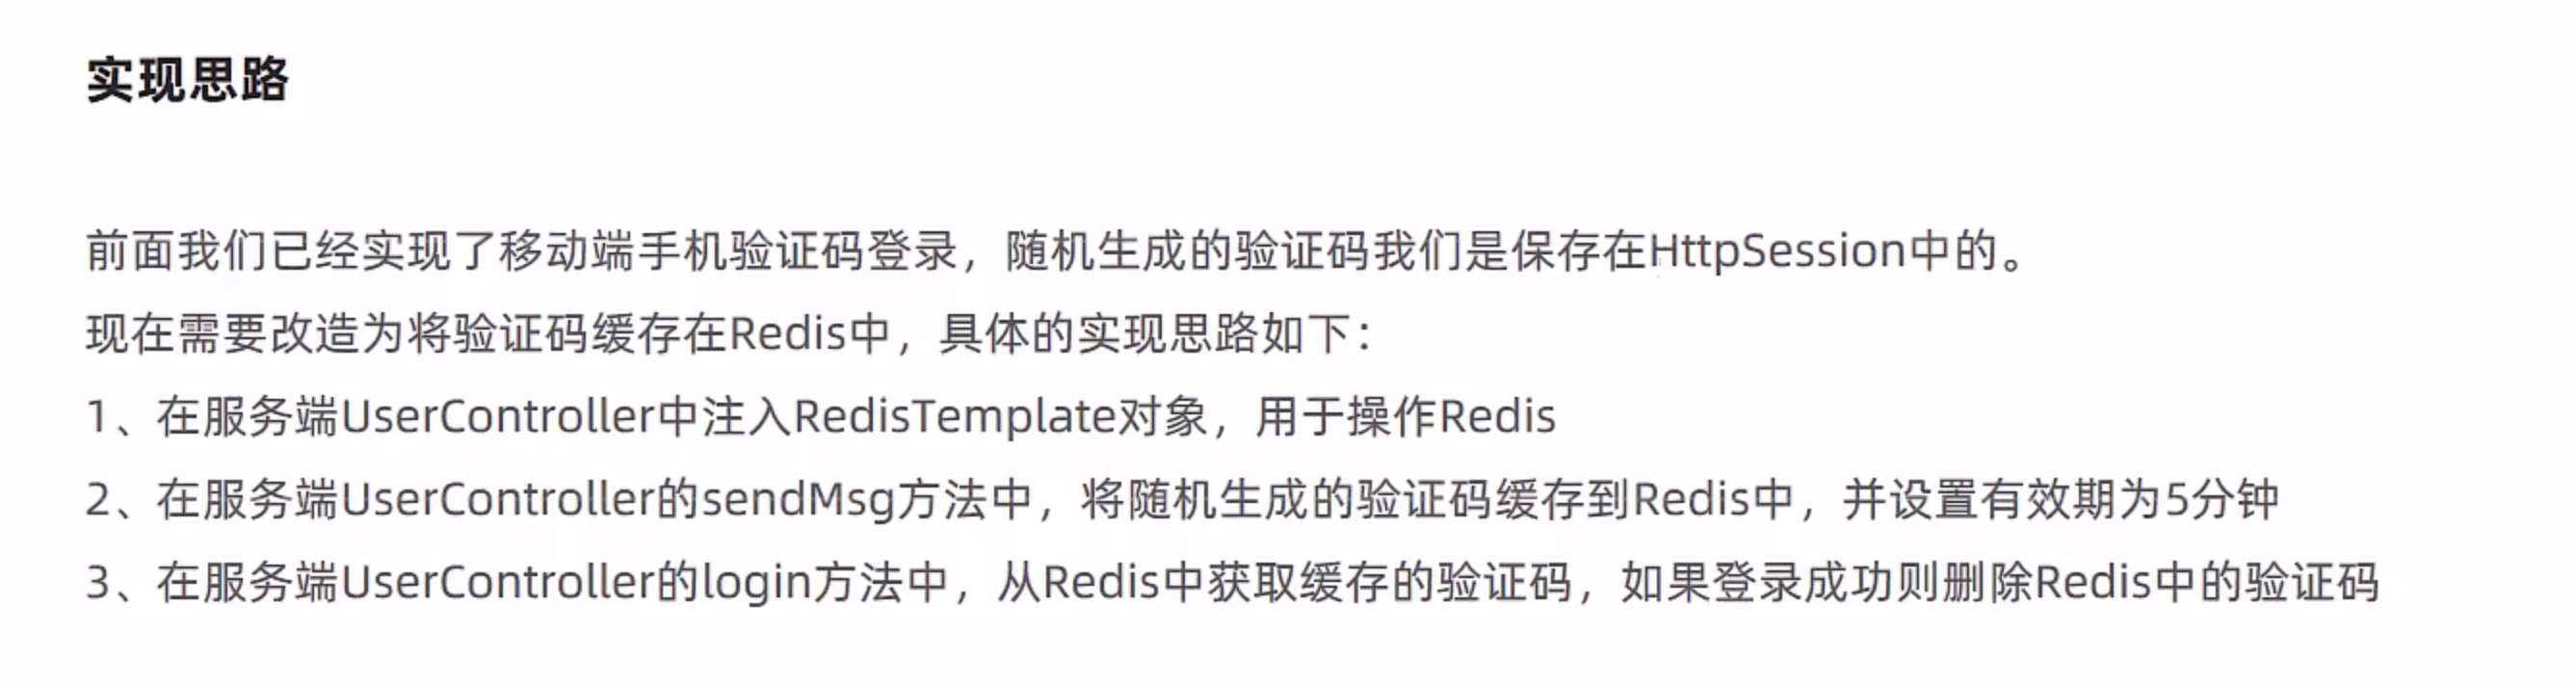 实现思路
前面我们已经实现了移动端手机验证码登录，随机生成的验证码我们是保存在HttpSession中的。
现在需要改造为将验证码缓存在Redis中，具体的实现思路如下：
1、在服务端UserController中注入RedisTemplate对象，用于操作Redis
2、在服务端UserController的sendMsg方法中，将随机生成的验证码缓存到Redis中，并设置有效期为5分钟
3、在服务端UserController的login方法中，从Redis中获取缓存的验证码，如果登录成功则删除Redis中的验证码